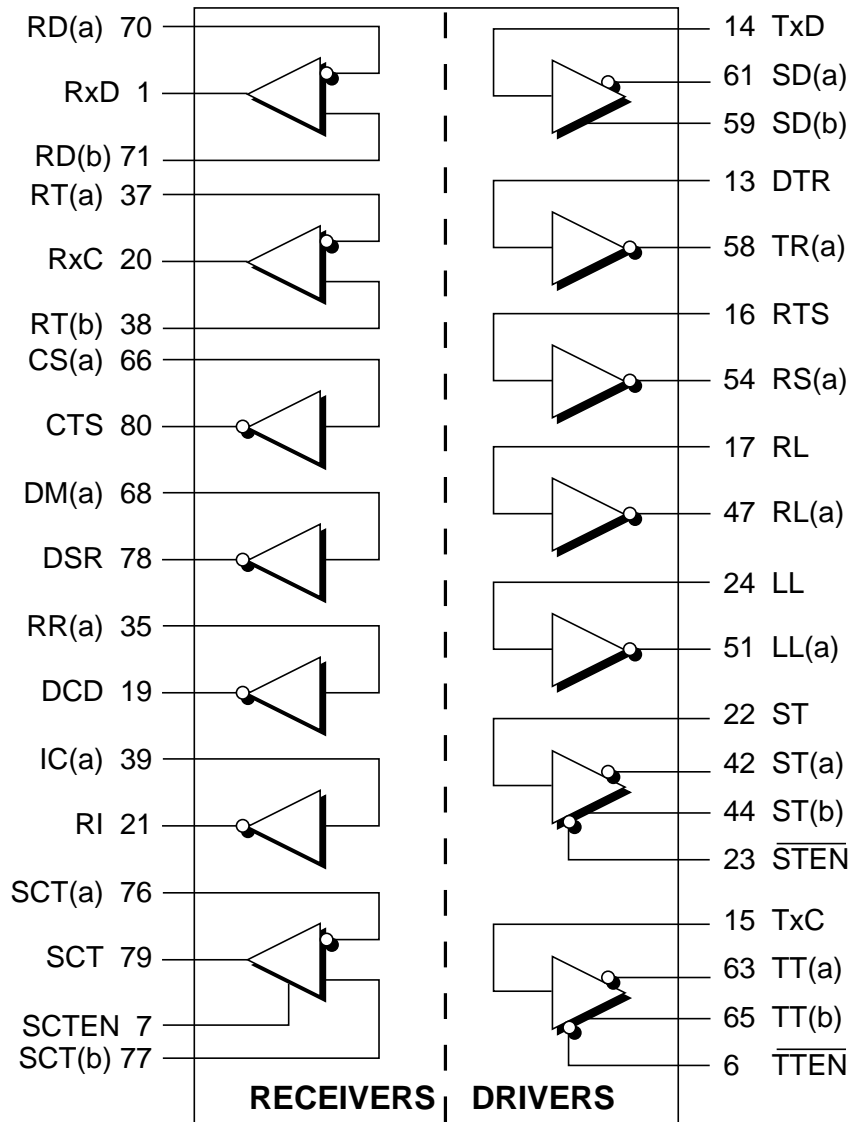 RD(a) 70
RxD 1
RD(b) 71
RT(a) 37
RxC 20
RT(b) 38
CS(a) 66
CTS 80
DM(a) 68
DSR 78
RR(a) 35
DCD 19
IC(a) 39
RI 21
SCT(a) 76
SCT 79
SCTEN 7
SCT(b) 77
RECEIVERS
DRIVERS
14 TxD
61 SD(a)
59 SD(b)
13 DTR
58 TR(a)
16 RTS
54 RS(a)
17 RL
47 RL(a)
24 LL
51 LL(a)
22 ST
42 ST(a)
44 ST(b)
23 S̅T̅E̅N̅
15 TxC
63 TT(a)
65 TT(b)
6 T̅T̅E̅N̅